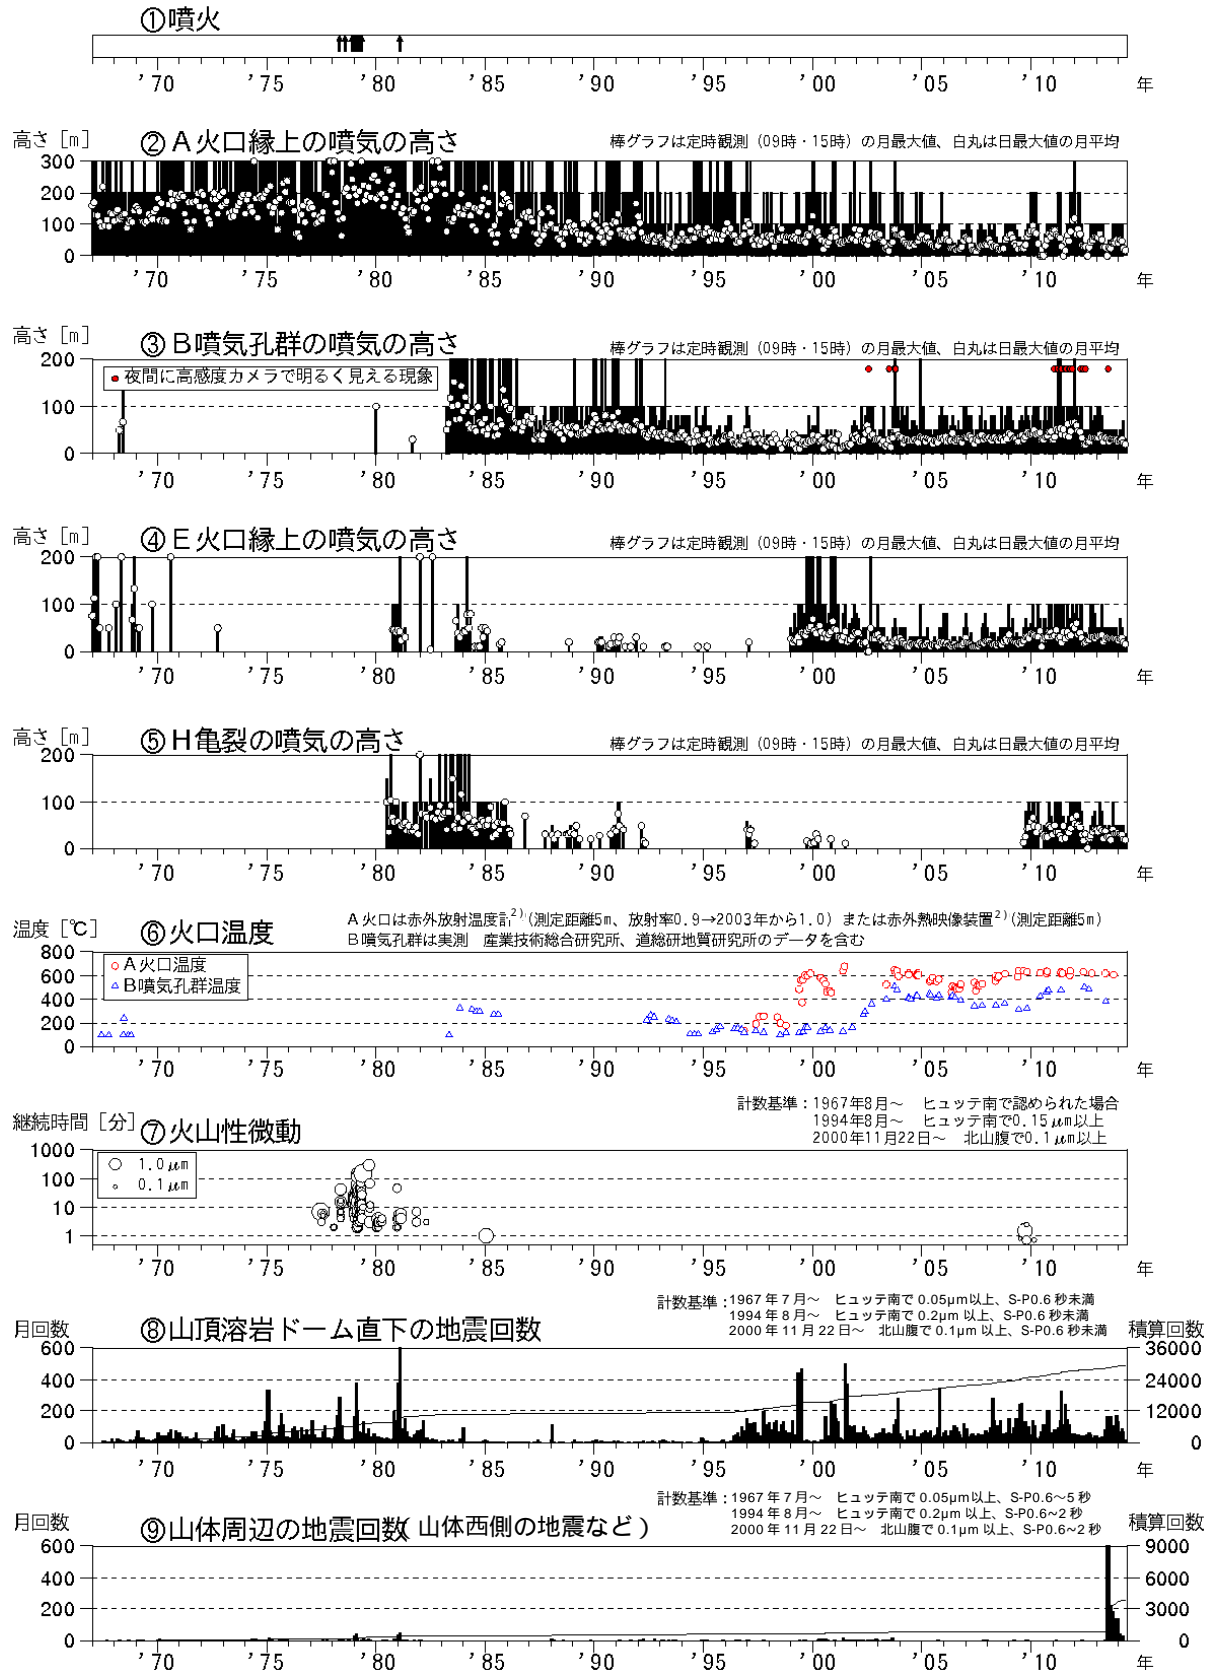 ①噴火
'70 '75 '80 '85 '90 '95 '00 '05 '10 年
高さ [m] ②A火口縁上の噴気の高さ 棒グラフは定時観測(09時・15時)の月最大値、白丸は日最大値の月平均
300
200
100
0
'70 '75 '80 '85 '90 '95 '00 '05 '10 年
高さ [m] ③B噴気孔群の噴気の高さ 棒グラフは定時観測(09時・15時)の月最大値、白丸は日最大値の月平均
200
夜間に高感度カメラで明るく見える現象
100
0
'70 '75 '80 '85 '90 '95 '00 '05 '10 年
高さ [m] ④E火口縁上の噴気の高さ 棒グラフは定時観測(09時・15時)の月最大値、白丸は日最大値の月平均
200
100
0
'70 '75 '80 '85 '90 '95 '00 '05 '10 年
高さ [m] ⑤H亀裂の噴気の高さ 棒グラフは定時観測(09時・15時)の月最大値、白丸は日最大値の月平均
200
100
0
'70 '75 '80 '85 '90 '95 '00 '05 '10 年
温度 [℃] ⑥火口温度 A火口は赤外放射温度計2)(測定距離5m、放射率0.9→2003年から1.0) または赤外熱映像装置2)(測定距離5m)
B噴気孔群は実測 産業技術総合研究所、道総研地質研究所のデータを含む
800
A火口温度
600
B噴気孔群温度
400
200
0
'70 '75 '80 '85 '90 '95 '00 '05 '10 年
計数基準:1967年8月~ ヒュッテ南で認められた場合
継続時間 [分] ⑦火山性微動 1994年8月~ ヒュッテ南で0.15μm以上
2000年11月22日~ 北山腹で0.1μm以上
1000
1.0μm
100
0.1μm
10
1
'70 '75 '80 '85 '90 '95 '00 '05 '10 年
計数基準:1967年7月~ ヒュッテ南で0.05μm以上、S-P0.6秒未満
1994年8月~ ヒュッテ南で0.2μm以上、S-P0.6秒未満
2000年11月22日~ 北山腹で0.1μm以上、S-P0.6秒未満
月回数 ⑧山頂溶岩ドーム直下の地震回数 積算回数
600 36000
400 24000
200 12000
0 0
'70 '75 '80 '85 '90 '95 '00 '05 '10 年
計数基準:1967年7月~ ヒュッテ南で0.05μm以上、S-P0.6~5秒
1994年8月~ ヒュッテ南で0.2μm以上、S-P0.6~2秒
2000年11月22日~ 北山腹で0.1μm以上、S-P0.6~2秒
月回数 ⑨山体周辺の地震回数(山体西側の地震など) 積算回数
600 9000
400 6000
200 3000
0 0
'70 '75 '80 '85 '90 '95 '00 '05 '10 年